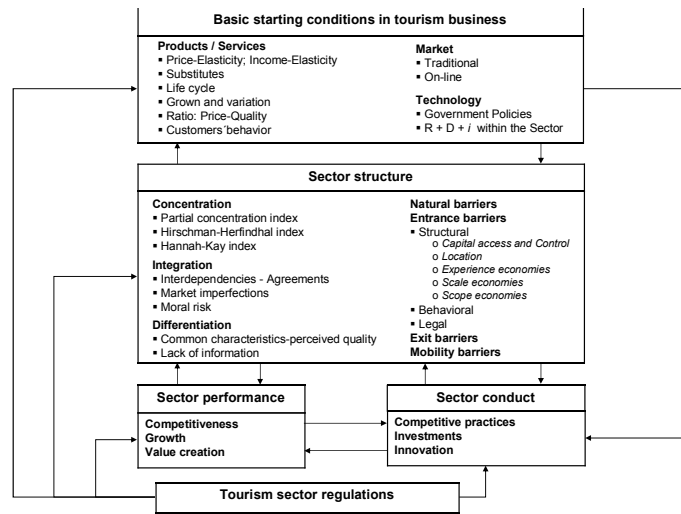 Basic starting conditions in tourism business
Products / Services
▪ Price-Elasticity; Income-Elasticity
▪ Substitutes
▪ Life cycle
▪ Grown and variation
▪ Ratio: Price-Quality
▪ Customers´behavior
Market
▪ Traditional
▪ On-line
Technology
▪ Government Policies
▪ R + D + i within the Sector
Sector structure
Concentration
▪ Partial concentration index
▪ Hirschman-Herfindhal index
▪ Hannah-Kay index
Integration
▪ Interdependencies - Agreements
▪ Market imperfections
▪ Moral risk
Differentiation
▪ Common characteristics-perceived quality
▪ Lack of information
Natural barriers
Entrance barriers
▪ Structural
o Capital access and Control
o Location
o Experience economies
o Scale economies
o Scope economies
▪ Behavioral
▪ Legal
Exit barriers
Mobility barriers
Sector performance
Competitiveness
Growth
Value creation
Sector conduct
Competitive practices
Investments
Innovation
Tourism sector regulations